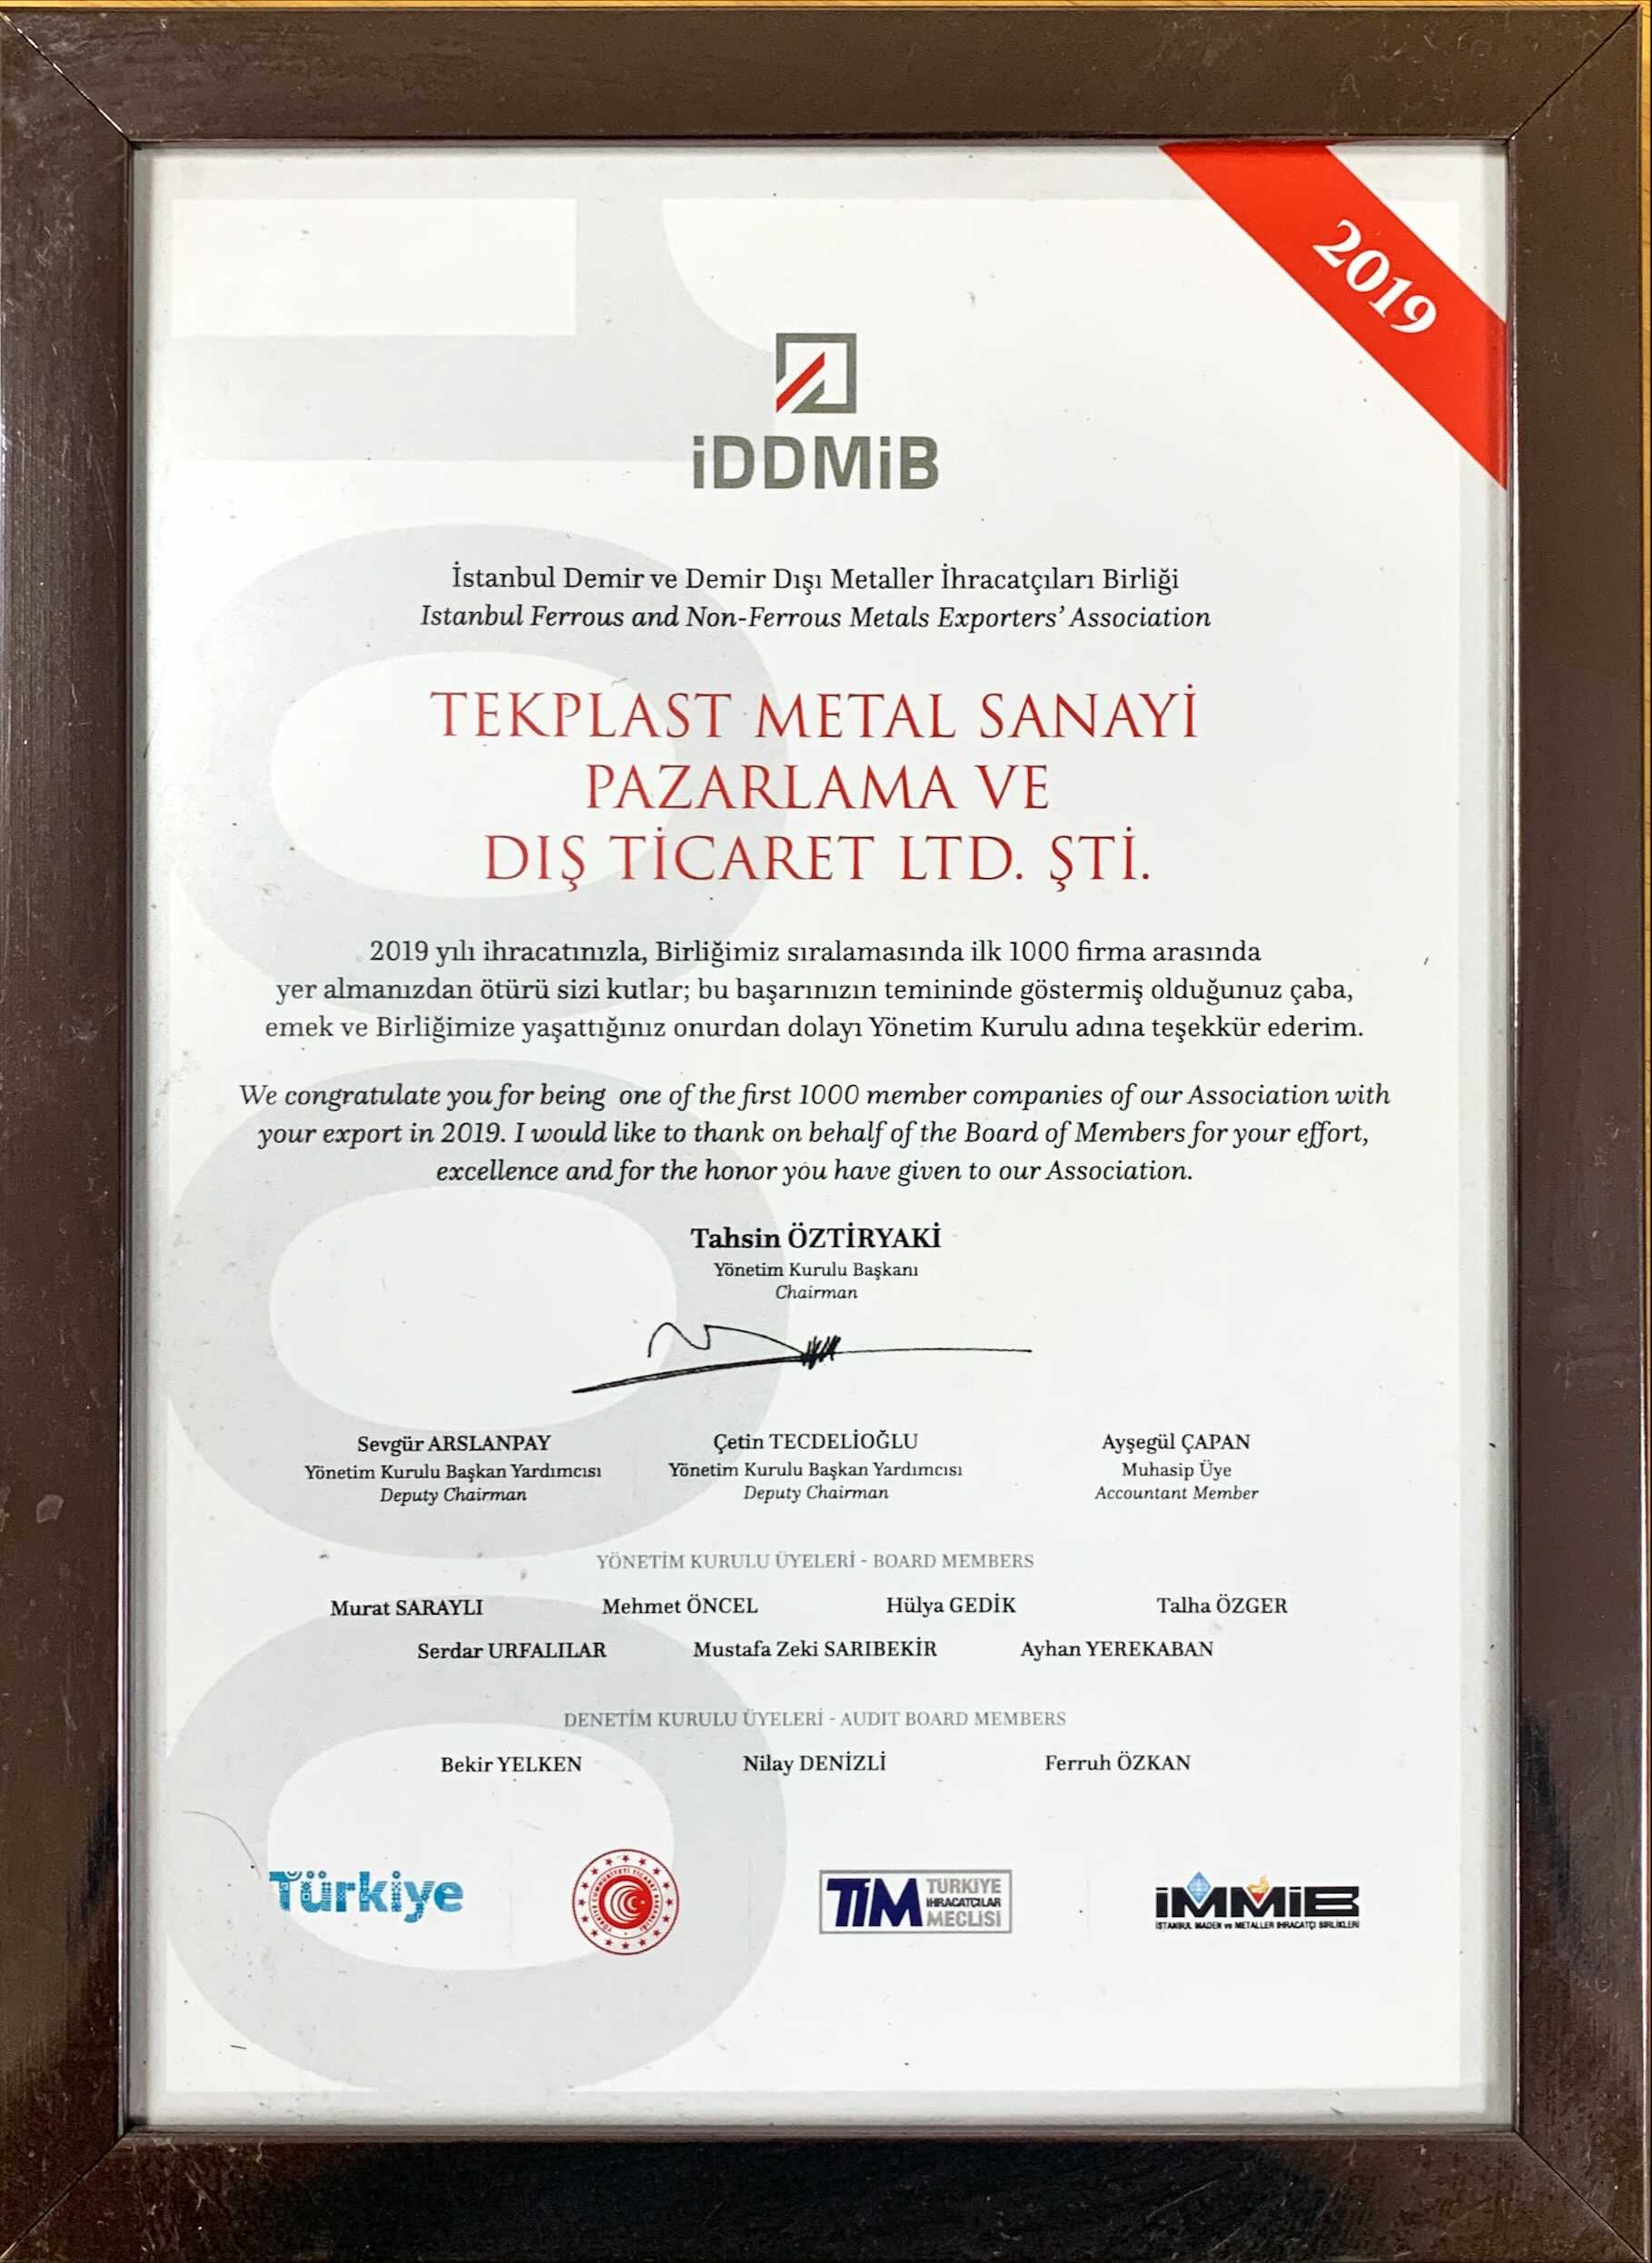 2019
iDDMiB
İstanbul Demir ve Demir Dışı Metaller İhracatçıları Birliği
Istanbul Ferrous and Non-Ferrous Metals Exporters' Association
TEKPLAST METAL SANAYİ
PAZARLAMA VE
DIŞ TİCARET LTD. ŞTİ.
2019 yılı ihracatınızla, Birliğimiz sıralamasında ilk 1000 firma arasında
yer almanızdan ötürü sizi kutlar; bu başarınızın temininde göstermiş olduğunuz çaba,
emek ve Birliğimize yaşattığınız onurdan dolayı Yönetim Kurulu adına teşekkür ederim.
We congratulate you for being one of the first 1000 member companies of our Association with
your export in 2019. I would like to thank on behalf of the Board of Members for your effort,
excellence and for the honor you have given to our Association.
Tahsin ÖZTİRYAKİ
Yönetim Kurulu Başkanı
Chairman
Sevgür ARSLANPAY Çetin TECDELİOĞLU Ayşegül ÇAPAN
Yönetim Kurulu Başkan Yardımcısı Yönetim Kurulu Başkan Yardımcısı Muhasip Üye
Deputy Chairman Deputy Chairman Accountant Member
YÖNETİM KURULU ÜYELERİ - BOARD MEMBERS
Murat SARAYLI Mehmet ÖNCEL Hülya GEDİK Talha ÖZGER
Serdar URFALILAR Mustafa Zeki SARIBEKİR Ayhan YEREKABAN
DENETİM KURULU ÜYELERİ - AUDIT BOARD MEMBERS
Bekir YELKEN Nilay DENİZLİ Ferruh ÖZKAN
Türkiye
TİM TÜRKİYE
İHRACATÇILAR
MECLİSİ
iMMiB
İSTANBUL MADEN ve METALLER İHRACATÇI BİRLİKLERİ